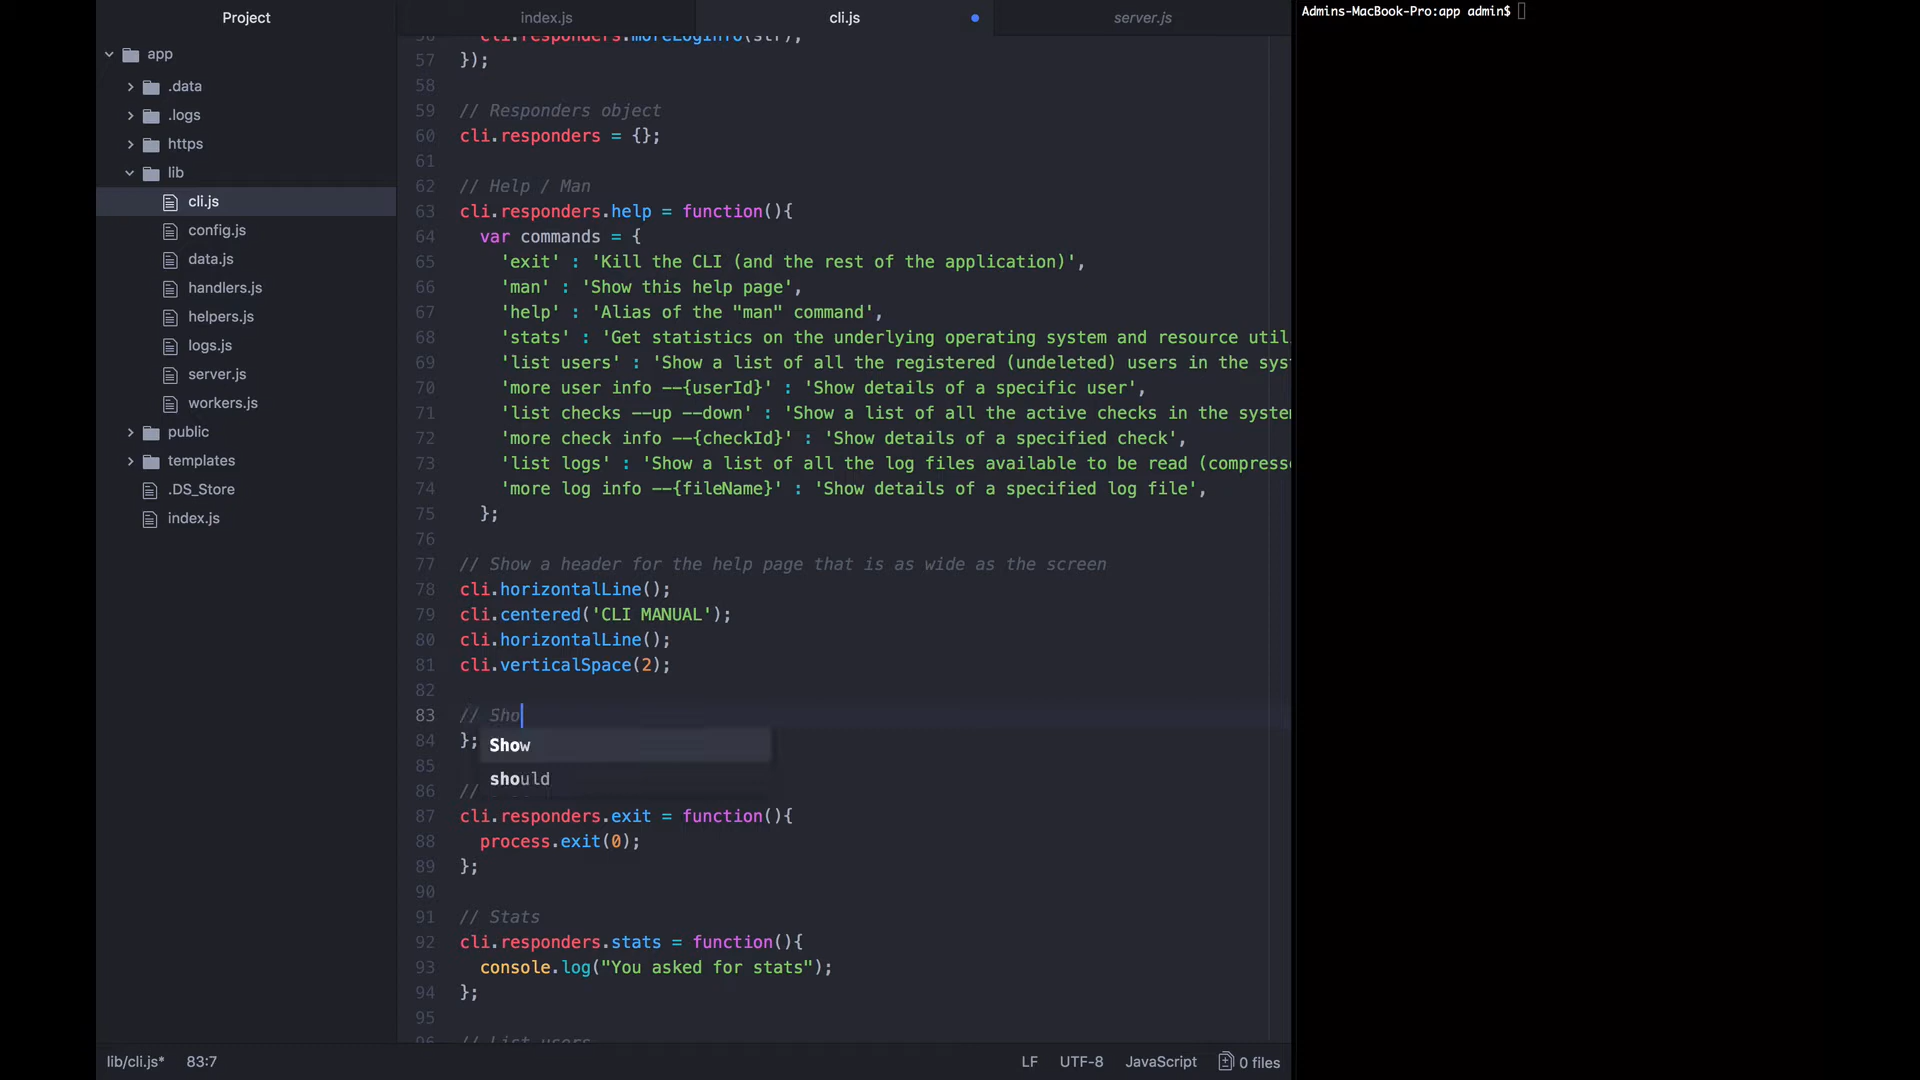 Project
index.js
cli.js
server.js
Admins-MacBook-Pro:app admin$
app
.data
.logs
https
lib
cli.js
config.js
data.js
handlers.js
helpers.js
logs.js
server.js
workers.js
public
templates
.DS_Store
index.js
56 cli.responders.moreLogInfo(str);
57 });
58
59 // Responders object
60 cli.responders = {};
61
62 // Help / Man
63 cli.responders.help = function(){
64 var commands = {
65 'exit' : 'Kill the CLI (and the rest of the application)',
66 'man' : 'Show this help page',
67 'help' : 'Alias of the "man" command',
68 'stats' : 'Get statistics on the underlying operating system and resource util
69 'list users' : 'Show a list of all the registered (undeleted) users in the sys
70 'more user info --{userId}' : 'Show details of a specific user',
71 'list checks --up --down' : 'Show a list of all the active checks in the system
72 'more check info --{checkId}' : 'Show details of a specified check',
73 'list logs' : 'Show a list of all the log files available to be read (compresse
74 'more log info --{fileName}' : 'Show details of a specified log file',
75 };
76
77 // Show a header for the help page that is as wide as the screen
78 cli.horizontalLine();
79 cli.centered('CLI MANUAL');
80 cli.horizontalLine();
81 cli.verticalSpace(2);
82
83 // Sho
84 };
Show
85
should
86 //
87 cli.responders.exit = function(){
88 process.exit(0);
89 };
90
91 // Stats
92 cli.responders.stats = function(){
93 console.log("You asked for stats");
94 };
95
96 // List users
lib/cli.js* 83:7
LF UTF-8 JavaScript 0 files